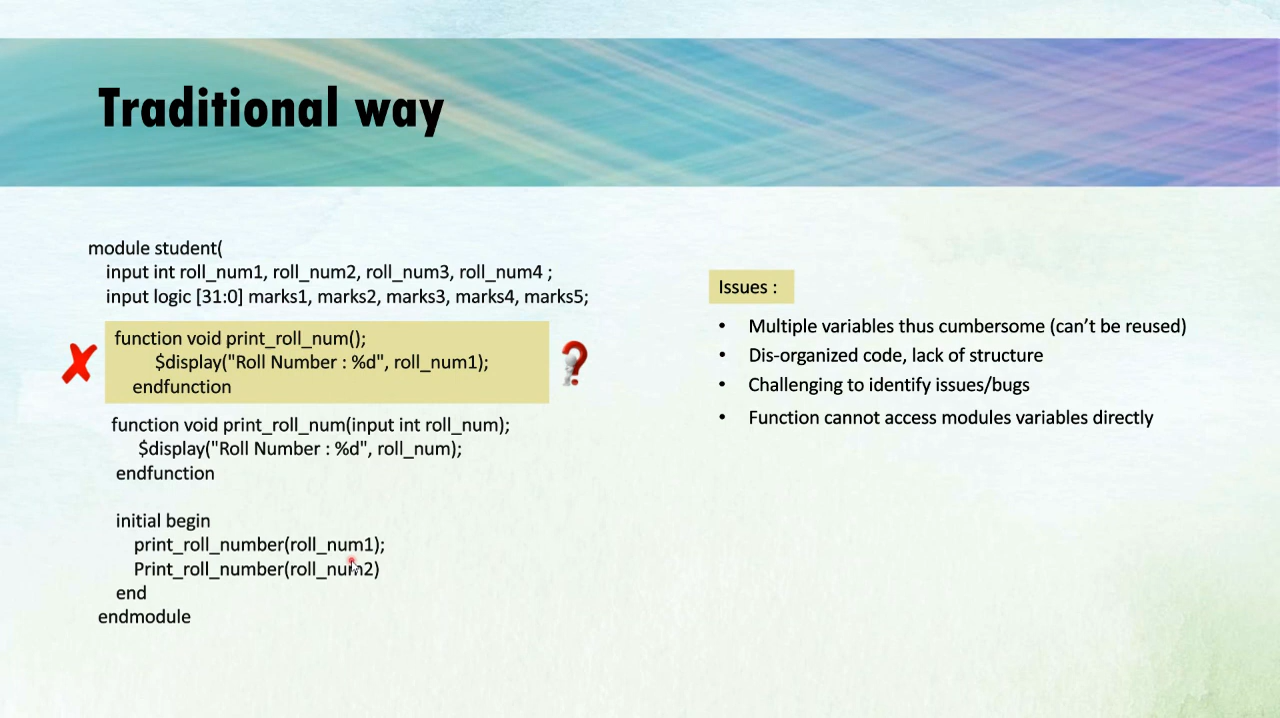 Traditional way
module student(
input int roll_num1, roll_num2, roll_num3, roll_num4 ;
input logic [31:0] marks1, marks2, marks3, marks4, marks5;
function void print_roll_num();
$display("Roll Number : %d", roll_num1);
endfunction
function void print_roll_num(input int roll_num);
$display("Roll Number : %d", roll_num);
endfunction
initial begin
print_roll_number(roll_num1);
Print_roll_number(roll_num2)
end
endmodule
Issues :
• Multiple variables thus cumbersome (can’t be reused)
• Dis-organized code, lack of structure
• Challenging to identify issues/bugs
• Function cannot access modules variables directly